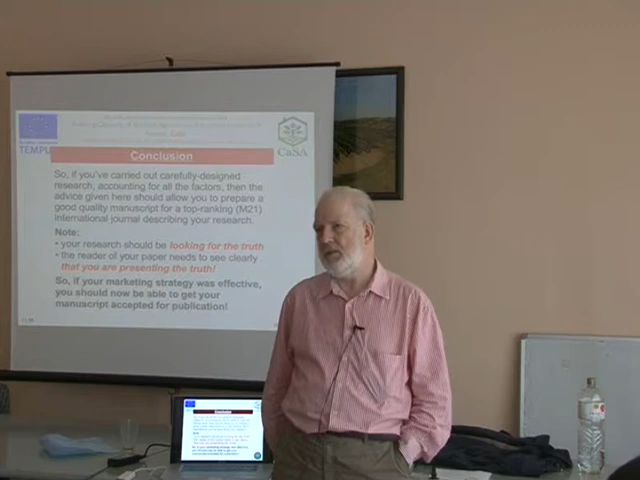 TEMPU
CaSA
Conclusion
So, if you've carried out carefully-designed
research, accounting for all the factors, then the
advice given here should allow you to prepare a
good quality manuscript for a top-ranking (M21)
international journal describing your research.
Note:
• your research should be looking for the truth
• the reader of your paper needs to see clearly
that you are presenting the truth!
So, if your marketing strategy was effective,
you should now be able to get your
manuscript accepted for publication!
Conclusion